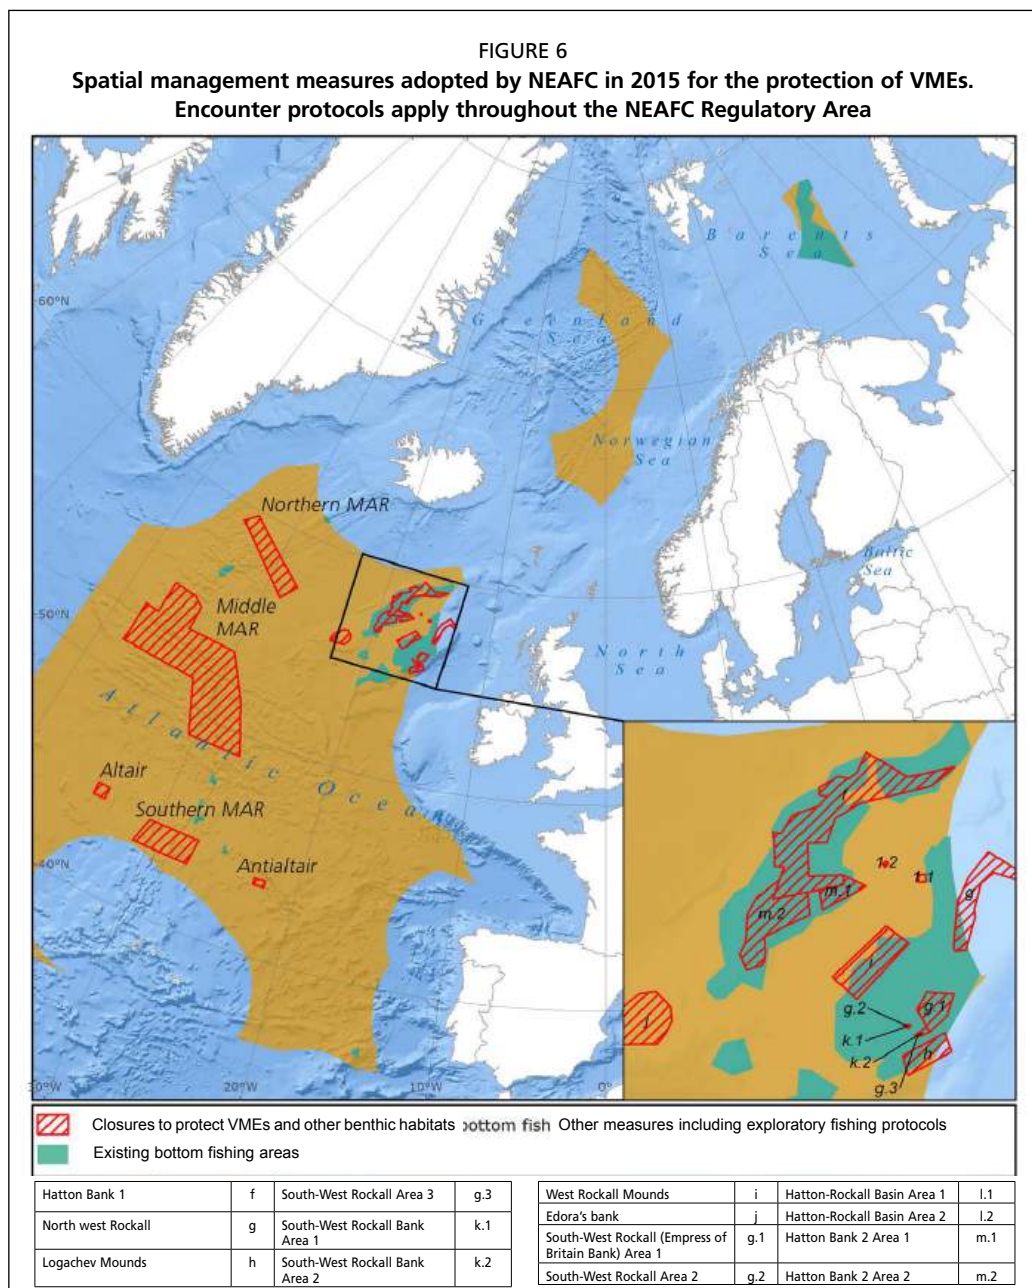 FIGURE 6
Spatial management measures adopted by NEAFC in 2015 for the protection of VMEs.
Encounter protocols apply throughout the NEAFC Regulatory Area
Barents
Sea
60°N
Greenland
Sea
Norwegian
Sea
Northern MAR
Baltic
Sea
50°N
Middle
MAR
North
Sea
Atlantic Ocean
Altair
Southern MAR
Antialtair
40°N
f
m.1
m.2
g
i
g.2
g.1
j
k.1
k.2
h
g.3
20°W
10°W
0°
Closures to protect VMEs and other benthic habitats bottom fish Other measures including exploratory fishing protocols
Existing bottom fishing areas
Hatton Bank 1 f South-West Rockall Area 3 g.3
North west Rockall g South-West Rockall Bank Area 1 k.1
Logachev Mounds h South-West Rockall Bank Area 2 k.2
West Rockall Mounds i Hatton-Rockall Basin Area 1 l.1
Edora's bank j Hatton-Rockall Basin Area 2 l.2
South-West Rockall (Empress of Britain Bank) Area 1 g.1 Hatton Bank 2 Area 1 m.1
South-West Rockall Area 2 g.2 Hatton Bank 2 Area 2 m.2